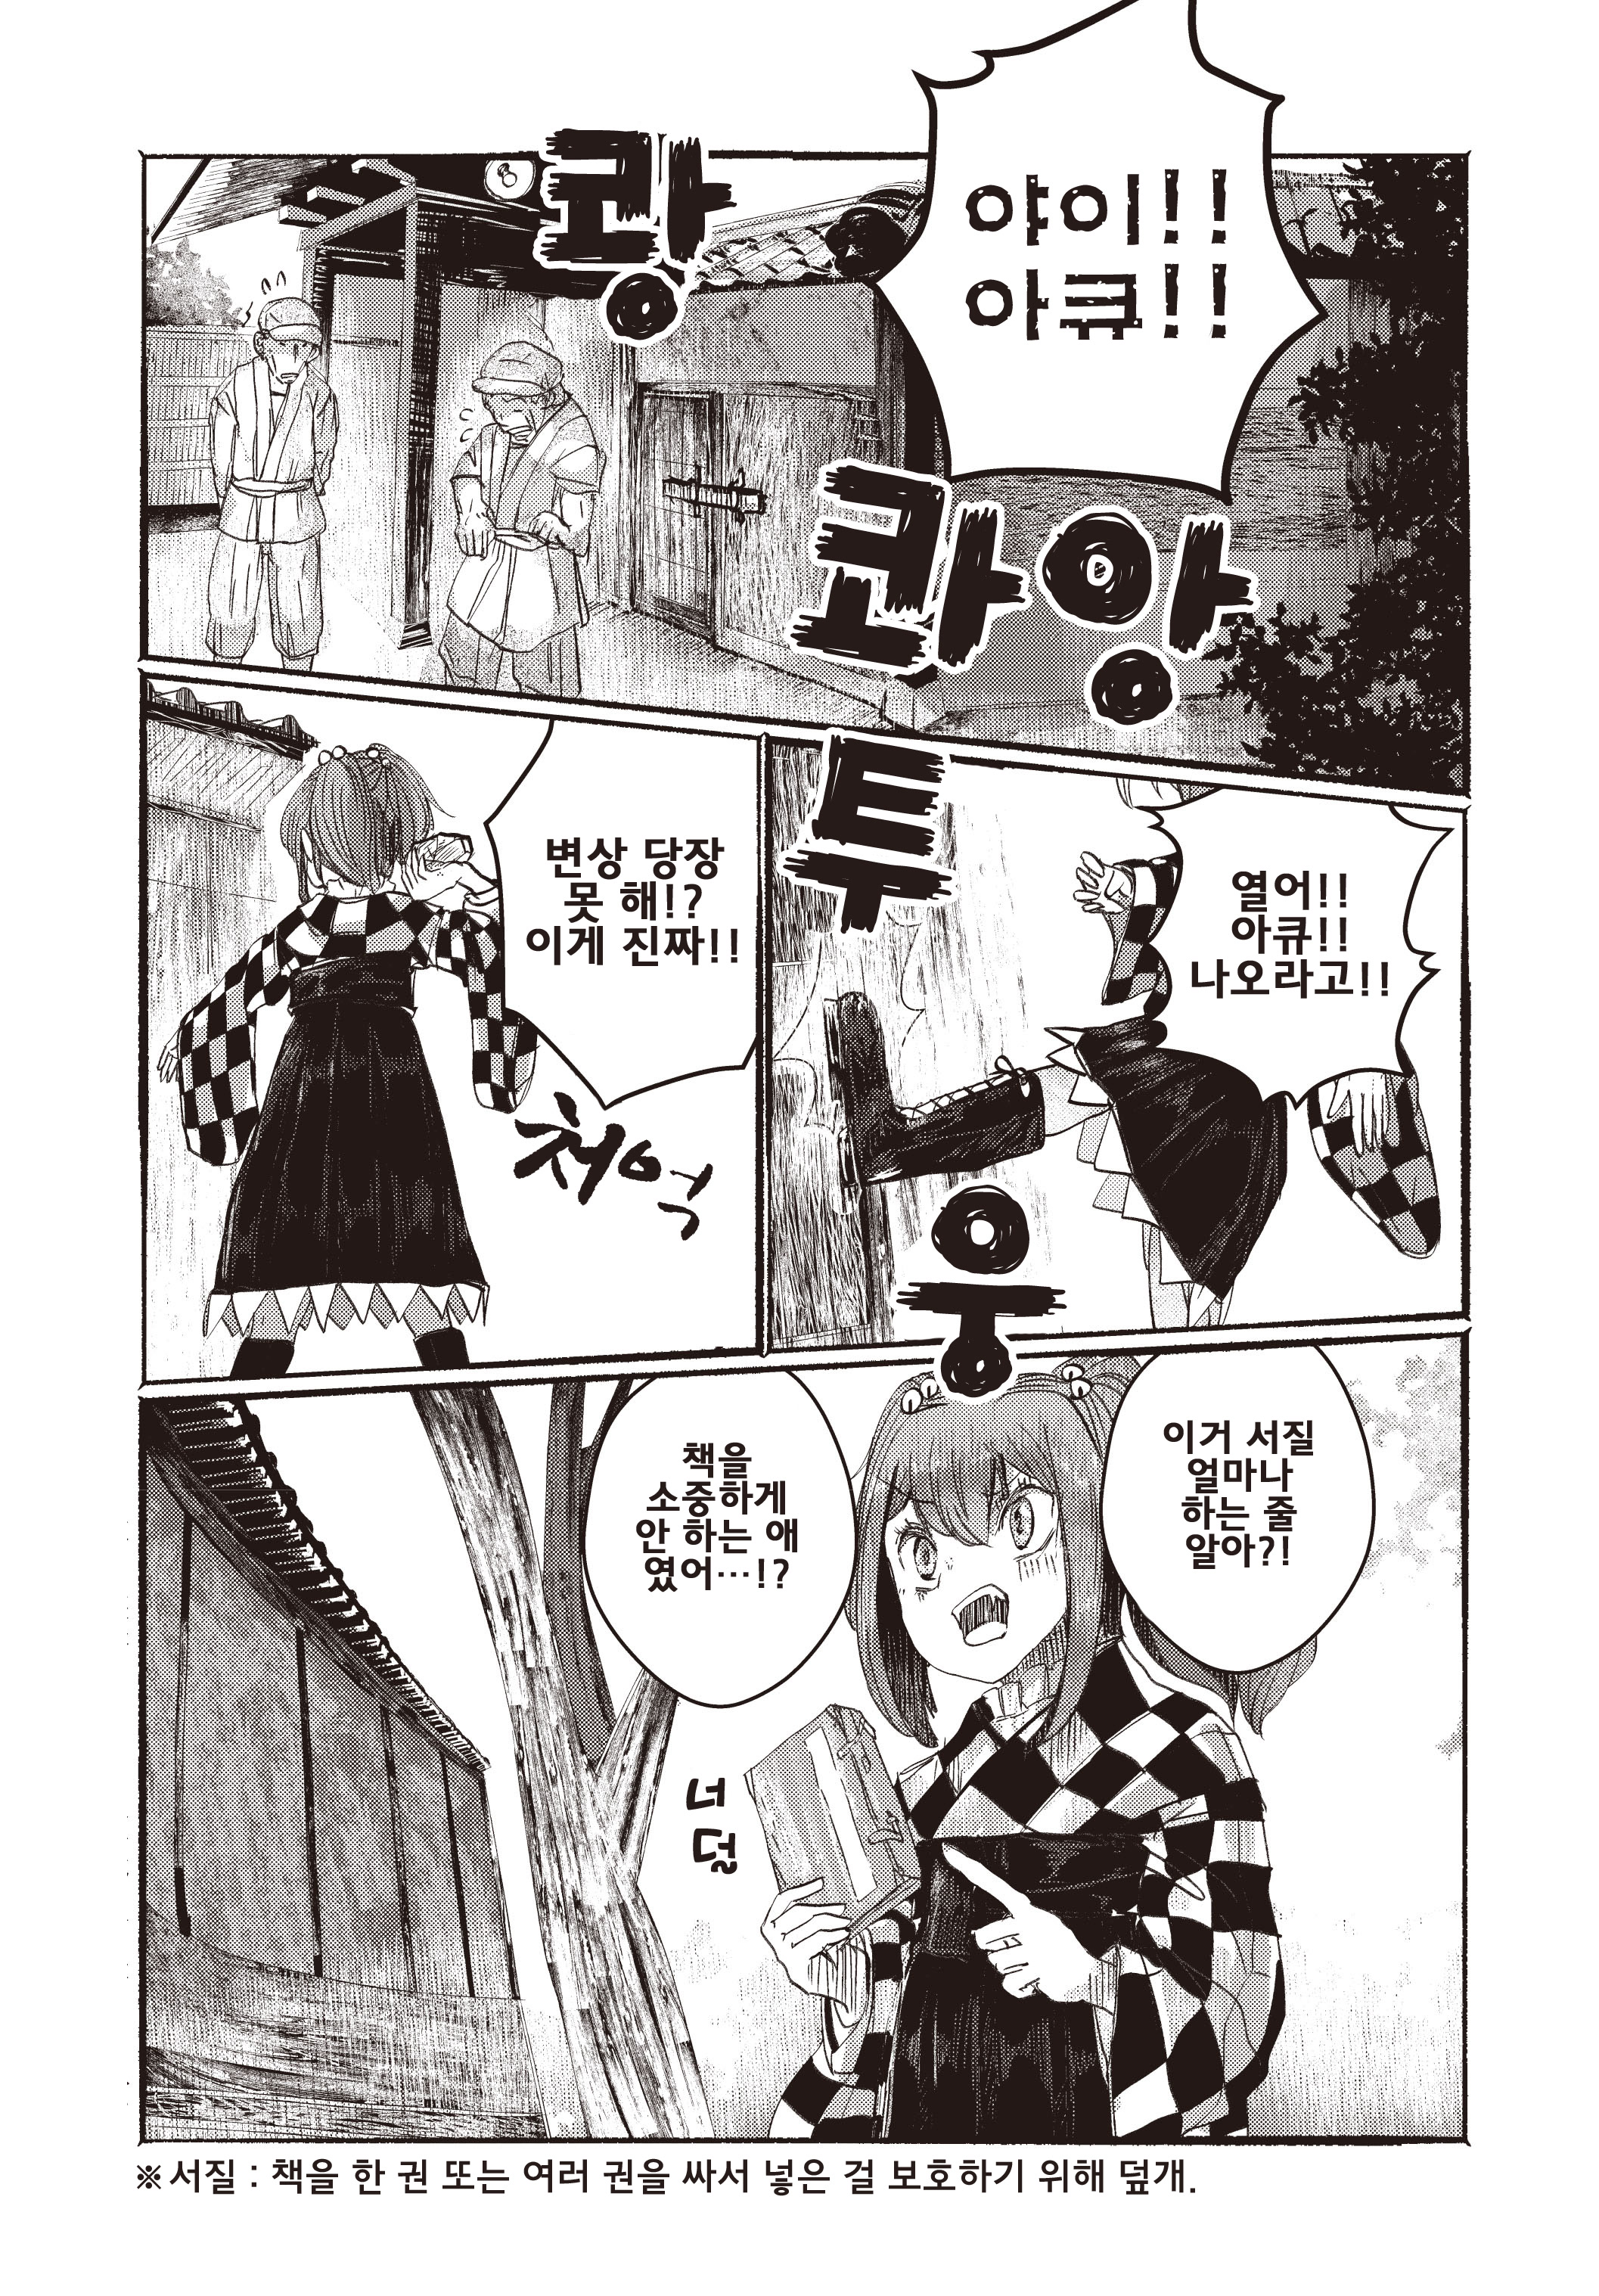 야이!!
아큐!!
쾅
콰앙
열어!!
아큐!!
나오라고!!
투
웅
변상 당장
못 해!?
이게 진짜!!
처억
이거 서질
얼마나
하는 줄
알아?!
책을
소중하게
안 하는 애
였어…!?
너
덜
※서질 : 책을 한 권 또는 여러 권을 싸서 넣은 걸 보호하기 위해 덮개.